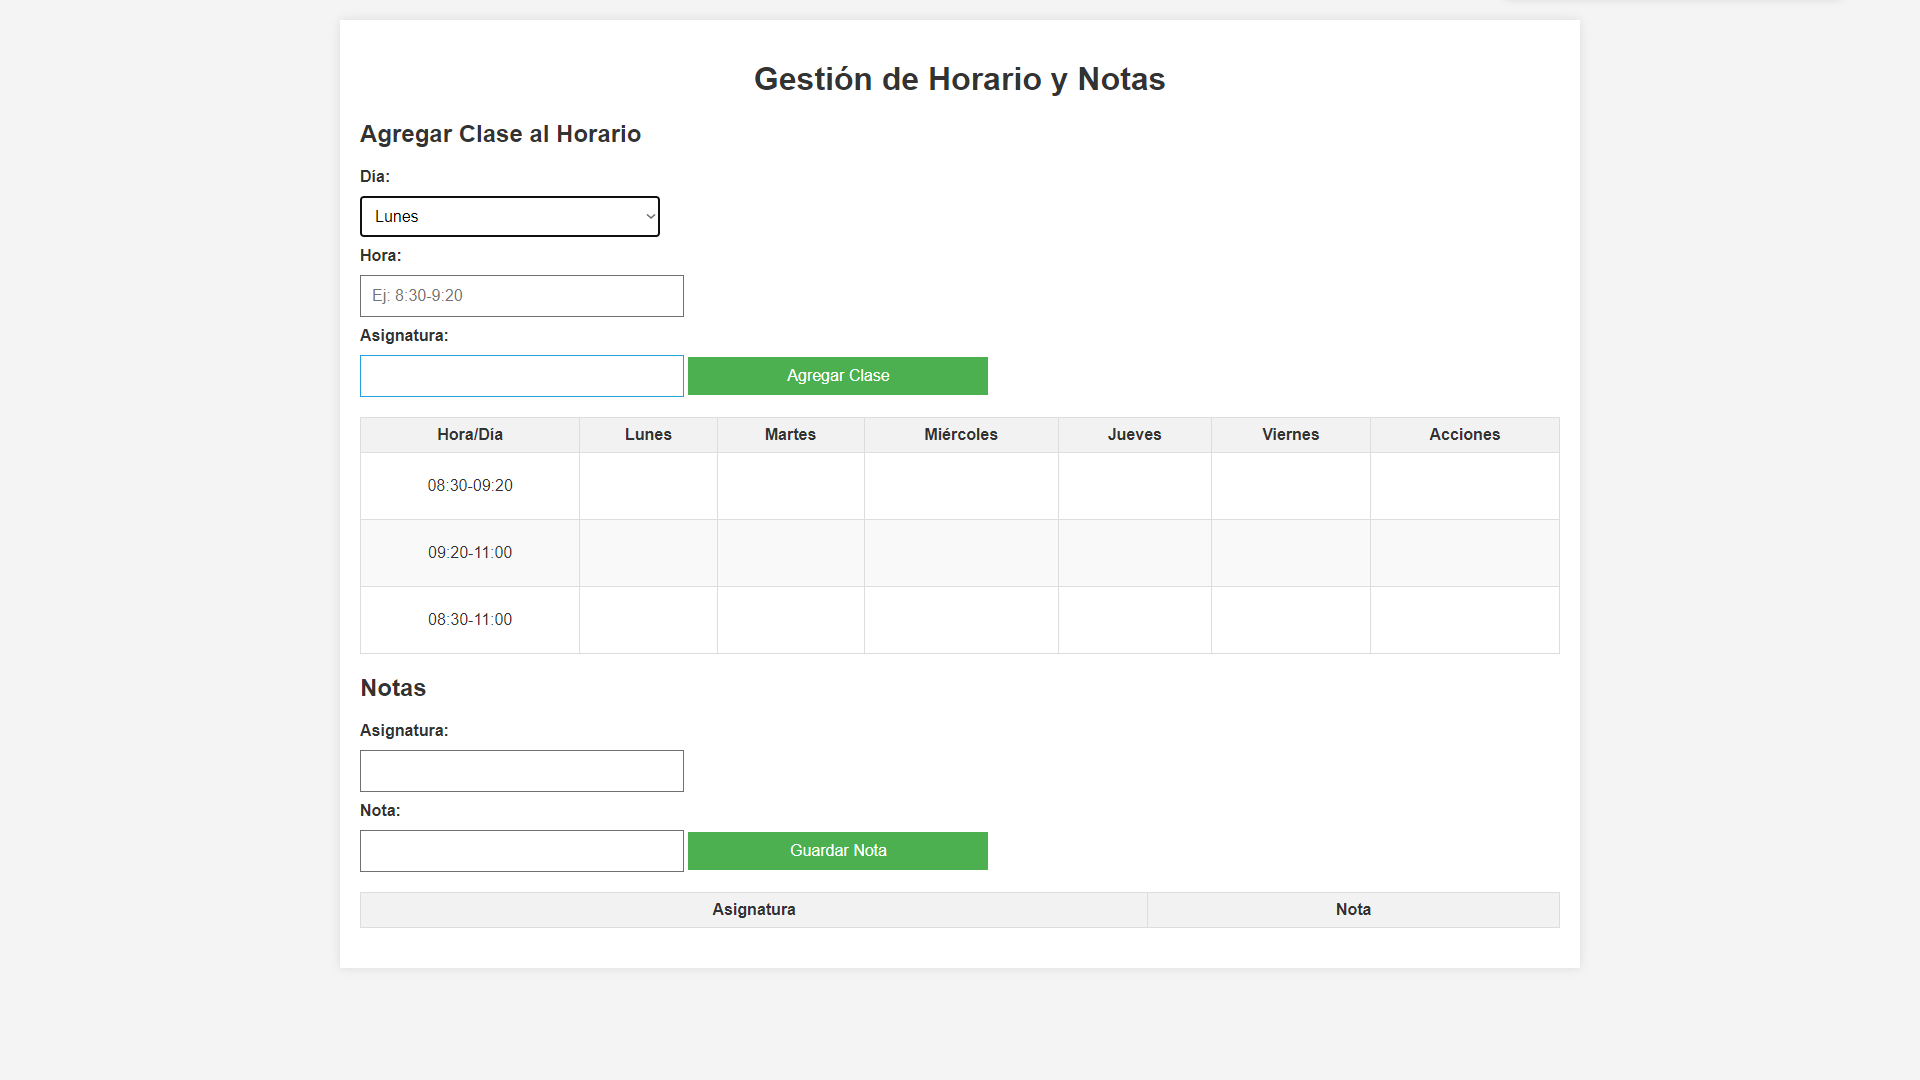 Gestión de Horario y Notas
Agregar Clase al Horario
Día:
Lunes
Hora:
Ej: 8:30-9:20
Asignatura:
Agregar Clase
Hora/Día Lunes Martes Miércoles Jueves Viernes Acciones
08:30-09:20
09:20-11:00
08:30-11:00
Notas
Asignatura:
Nota:
Guardar Nota
Asignatura Nota